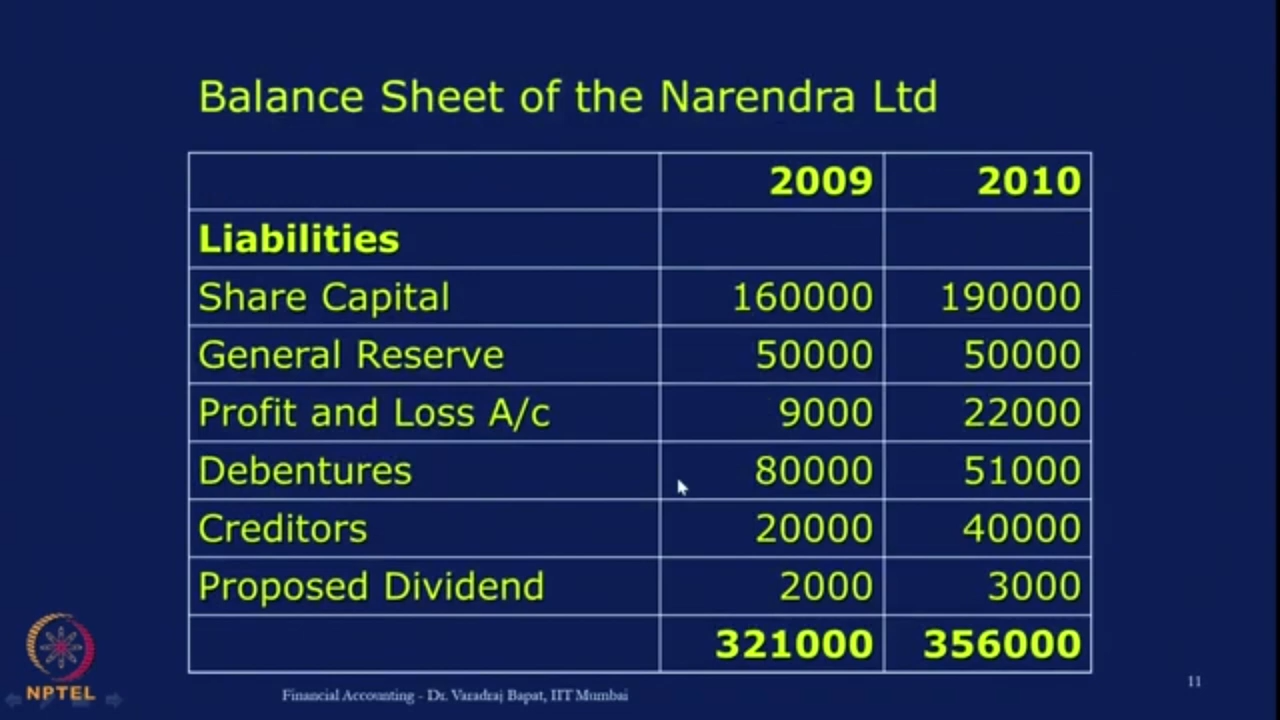 Balance Sheet of the Narendra Ltd
2009 2010
Liabilities
Share Capital 160000 190000
General Reserve 50000 50000
Profit and Loss A/c 9000 22000
Debentures 80000 51000
Creditors 20000 40000
Proposed Dividend 2000 3000
321000 356000
NPTEL
Financial Accounting - Dr. Varadraj Bapat, IIT Mumbai
11